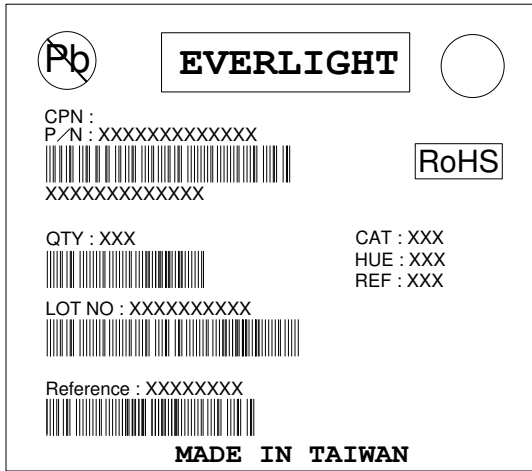 Pb
EVERLIGHT
CPN :
P/N : XXXXXXXXXXXXX
RoHS
XXXXXXXXXXXXX
QTY : XXX
CAT : XXX
HUE : XXX
REF : XXX
LOT NO : XXXXXXXXXX
Reference : XXXXXXXX
MADE IN TAIWAN